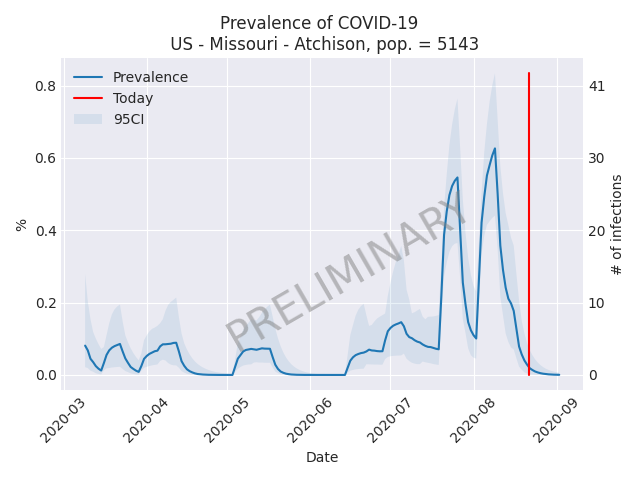 Prevalence of COVID-19
US - Missouri - Atchison, pop. = 5143
Prevalence
Today
95CI
PRELIMINARY
%
0.8
0.6
0.4
0.2
0.0
41
30
20
10
0
# of infections
2020-03
2020-04
2020-05
2020-06
2020-07
2020-08
2020-09
Date